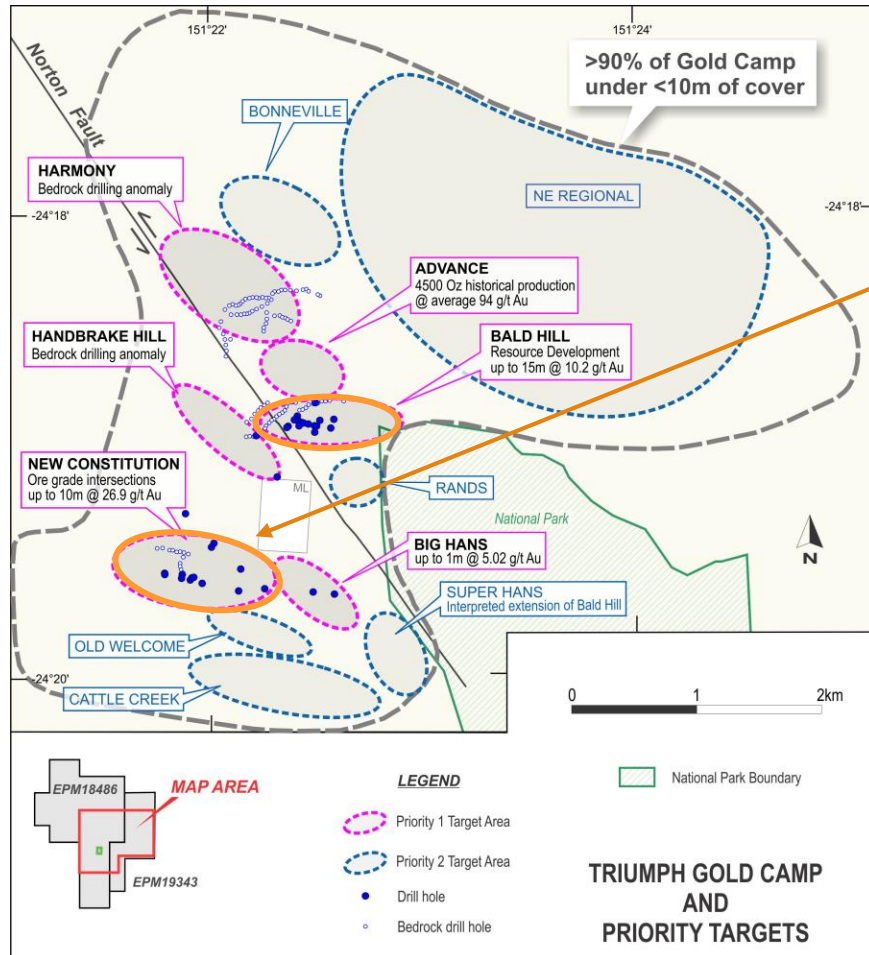 151°22'
151°24'
Norton Fault
>90% of Gold Camp
under <10m of cover
BONNEVILLE
HARMONY
Bedrock drilling anomaly
NE REGIONAL
-24°18'
-24°18'
ADVANCE
4500 Oz historical production
@ average 94 g/t Au
HANDBRAKE HILL
Bedrock drilling anomaly
BALD HILL
Resource Development
up to 15m @ 10.2 g/t Au
NEW CONSTITUTION
Ore grade intersections
up to 10m @ 26.9 g/t Au
ML
RANDS
National Park
N
BIG HANS
up to 1m @ 5.02 g/t Au
SUPER HANS
Interpreted extension of Bald Hill
OLD WELCOME
-24°20'
CATTLE CREEK
0 1 2km
EPM18486
MAP AREA
EPM19343
LEGEND
Priority 1 Target Area
Priority 2 Target Area
Drill hole
Bedrock drill hole
National Park Boundary
TRIUMPH GOLD CAMP
AND
PRIORITY TARGETS